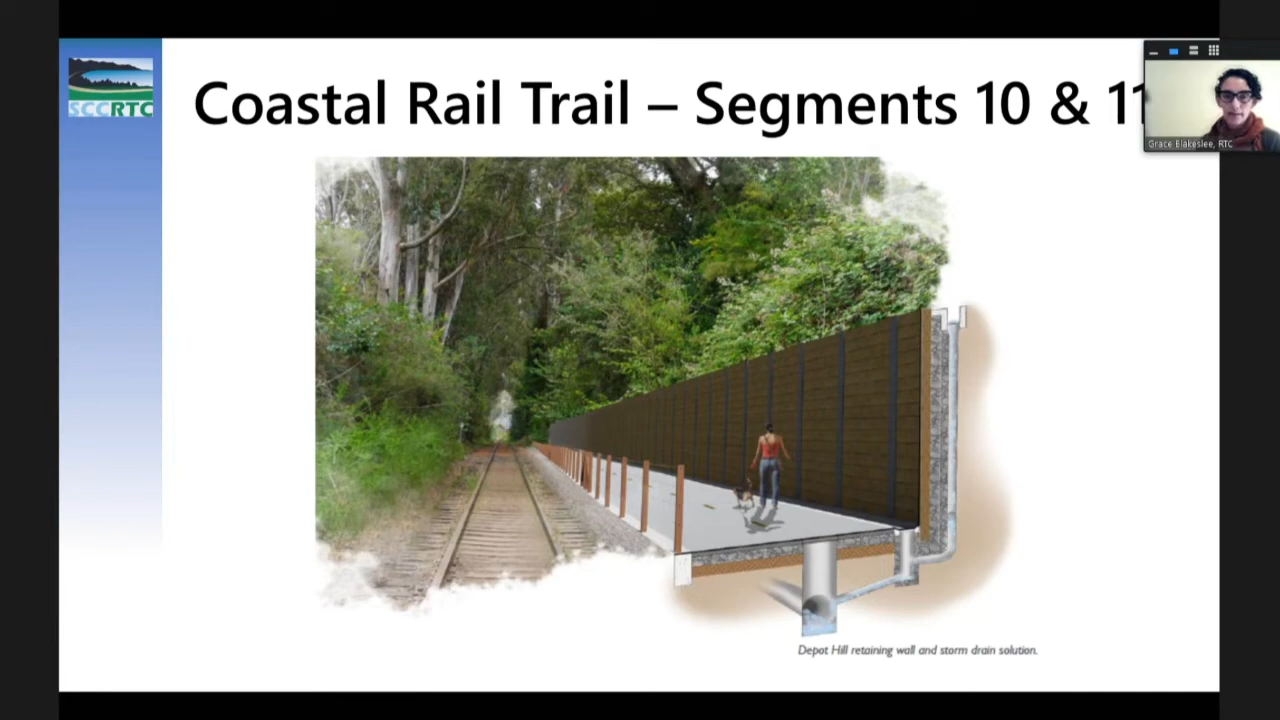 SCCRTC
Coastal Rail Trail – Segments 10 & 11
Grace Blakeslee, RTC
Depot Hill retaining wall and storm drain solution.